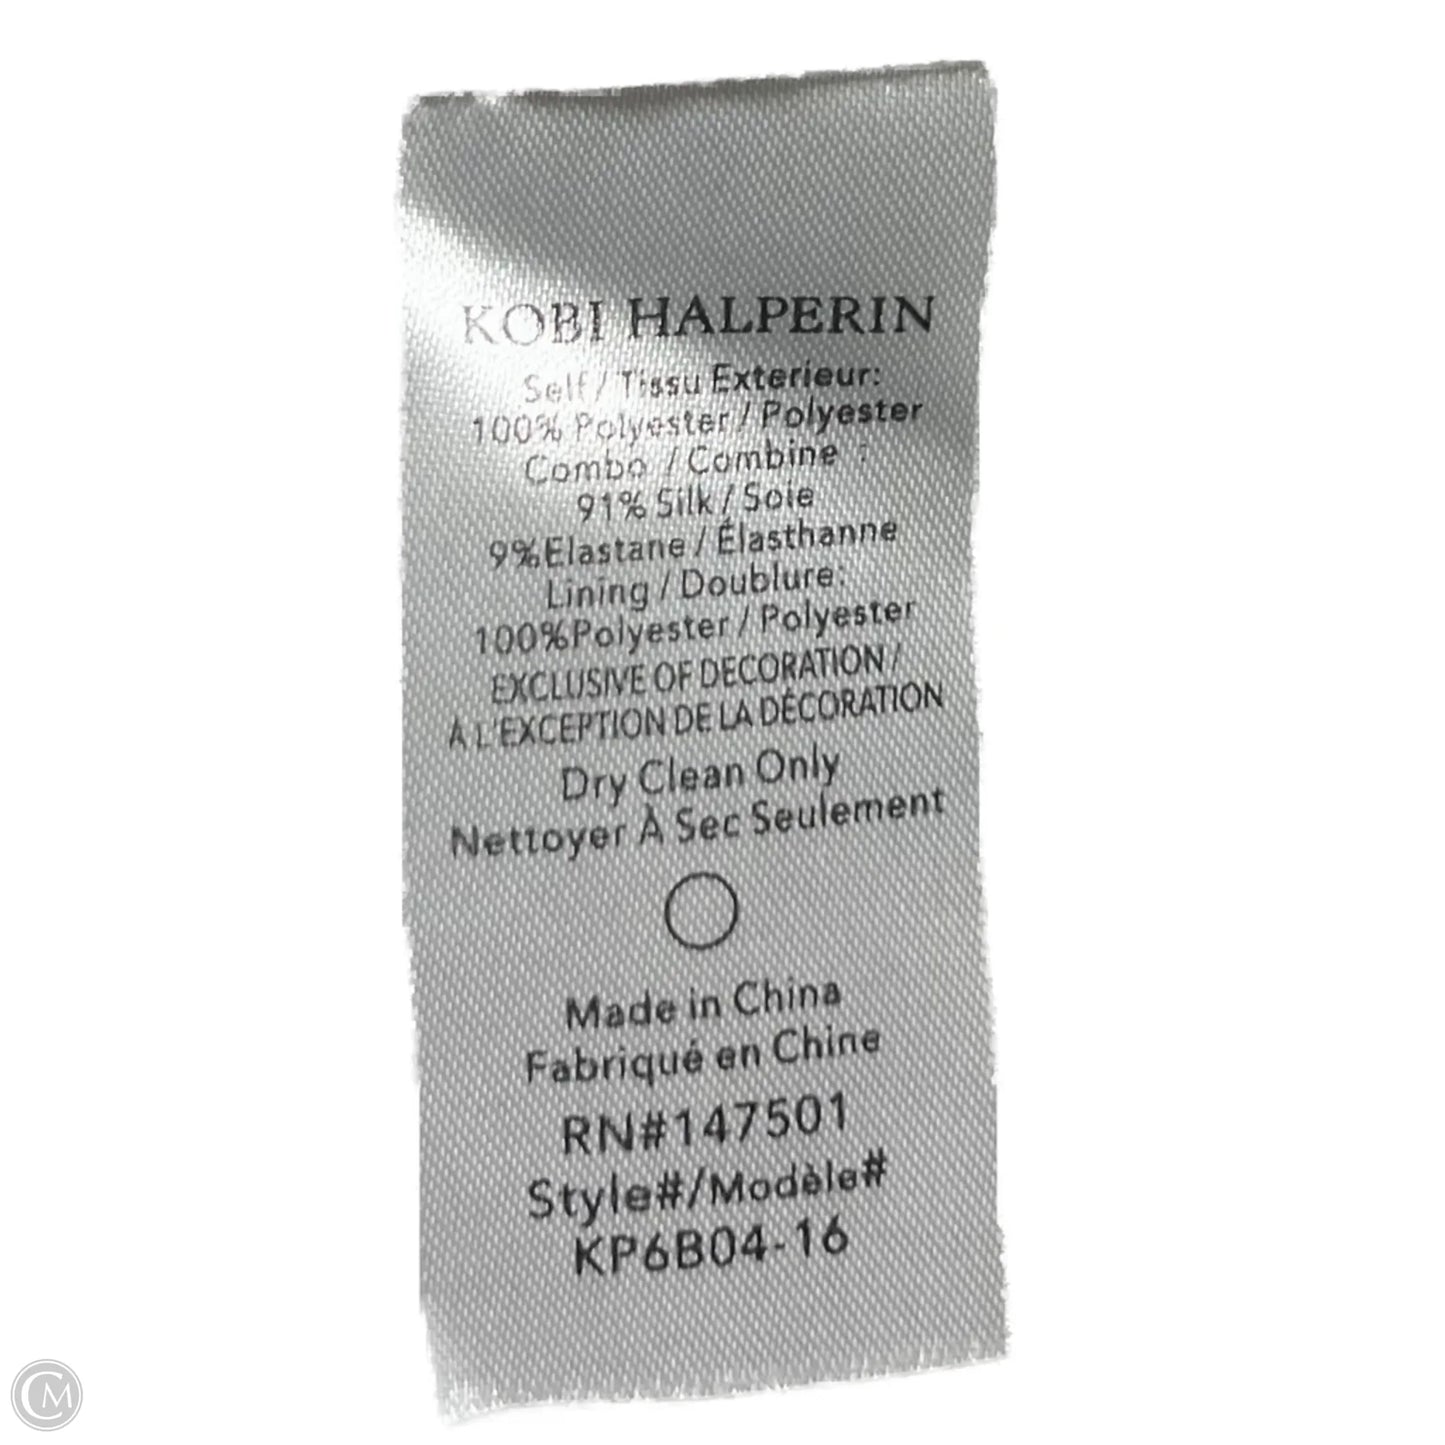 KOBI HALPERIN
Self / Tissu Exterieur:
100% Polyester / Polyester
Combo / Combine :
91% Silk / Soie
9%Elastane / Élasthanne
Lining / Doublure:
100%Polyester / Polyester
EXCLUSIVE OF DECORATION /
À L'EXCEPTION DE LA DÉCORATION
Dry Clean Only
Nettoyer À Sec Seulement
Made in China
Fabriqué en Chine
RN#147501
Style#/Modèle#
KP6B04-16
CM